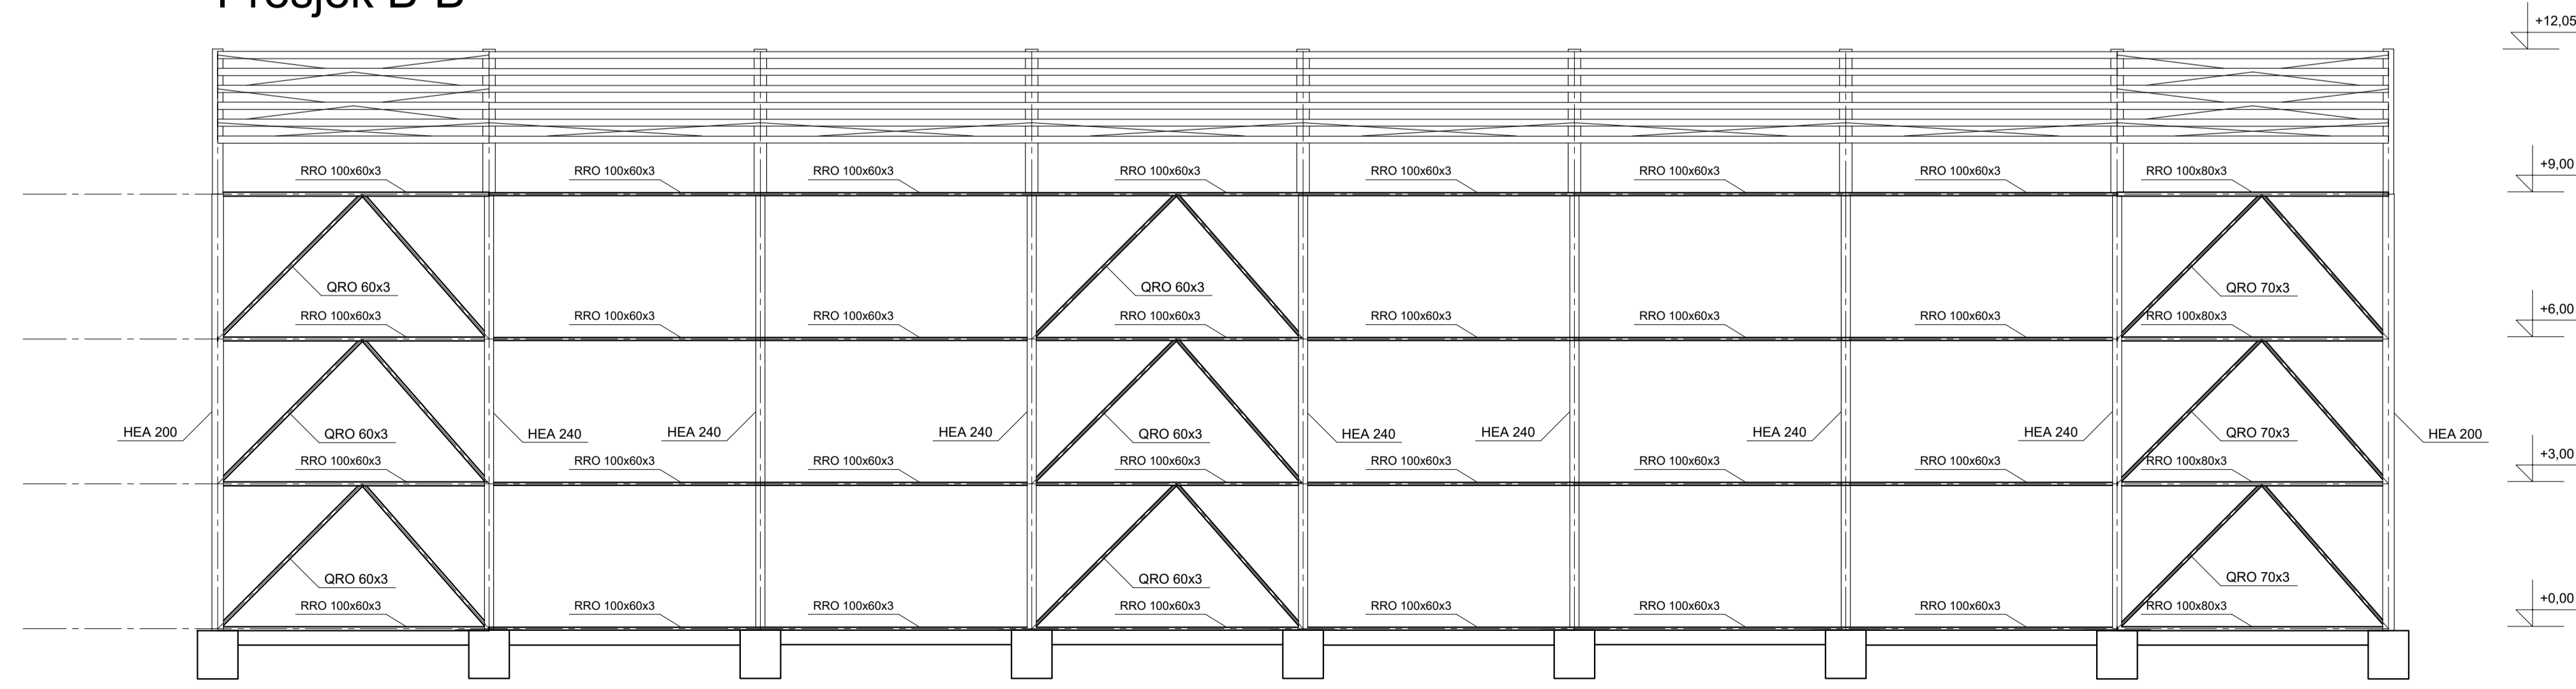 Presjek B-B
+12,05
RRO 100x60x3 RRO 100x60x3 RRO 100x60x3 RRO 100x60x3 RRO 100x60x3 RRO 100x60x3 RRO 100x60x3 RRO 100x80x3 +9,00
QRO 60x3 QRO 60x3 QRO 70x3
RRO 100x60x3 RRO 100x60x3 RRO 100x60x3 RRO 100x60x3 RRO 100x60x3 RRO 100x60x3 RRO 100x60x3 RRO 100x80x3 +6,00
HEA 200 QRO 60x3 HEA 240 HEA 240 HEA 240 QRO 60x3 HEA 240 HEA 240 HEA 240 HEA 240 QRO 70x3 HEA 200
RRO 100x60x3 RRO 100x60x3 RRO 100x60x3 RRO 100x60x3 RRO 100x60x3 RRO 100x60x3 RRO 100x60x3 RRO 100x80x3 +3,00
QRO 60x3 QRO 60x3 QRO 70x3
RRO 100x60x3 RRO 100x60x3 RRO 100x60x3 RRO 100x60x3 RRO 100x60x3 RRO 100x60x3 RRO 100x60x3 RRO 100x80x3 +0,00